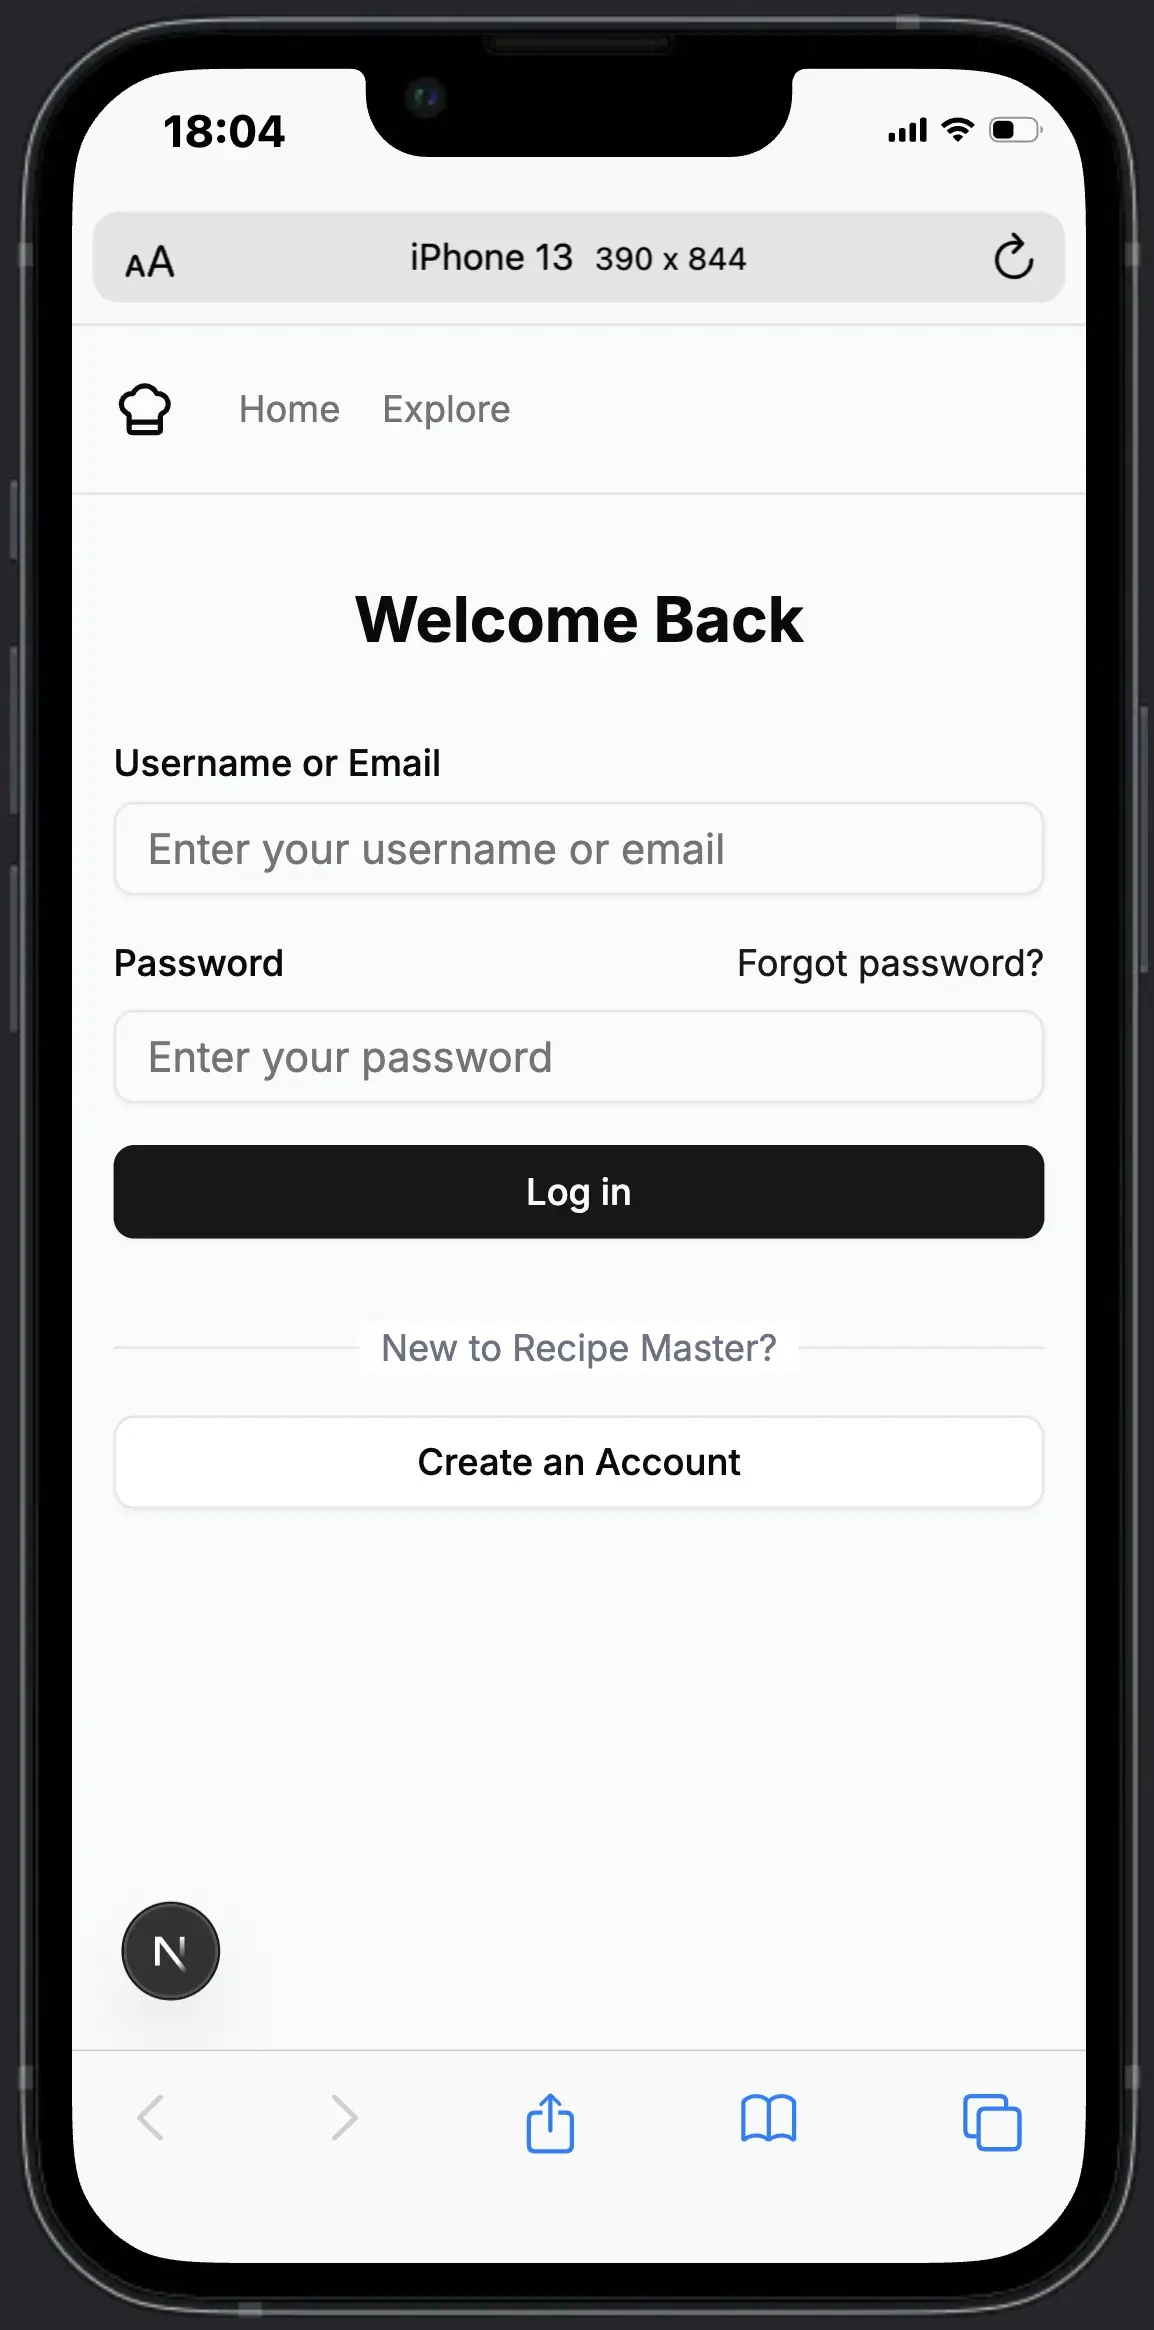 18:04
AA iPhone 13 390 x 844
Home Explore
Welcome Back
Username or Email
Enter your username or email
Password Forgot password?
Enter your password
Log in
New to Recipe Master?
Create an Account
N